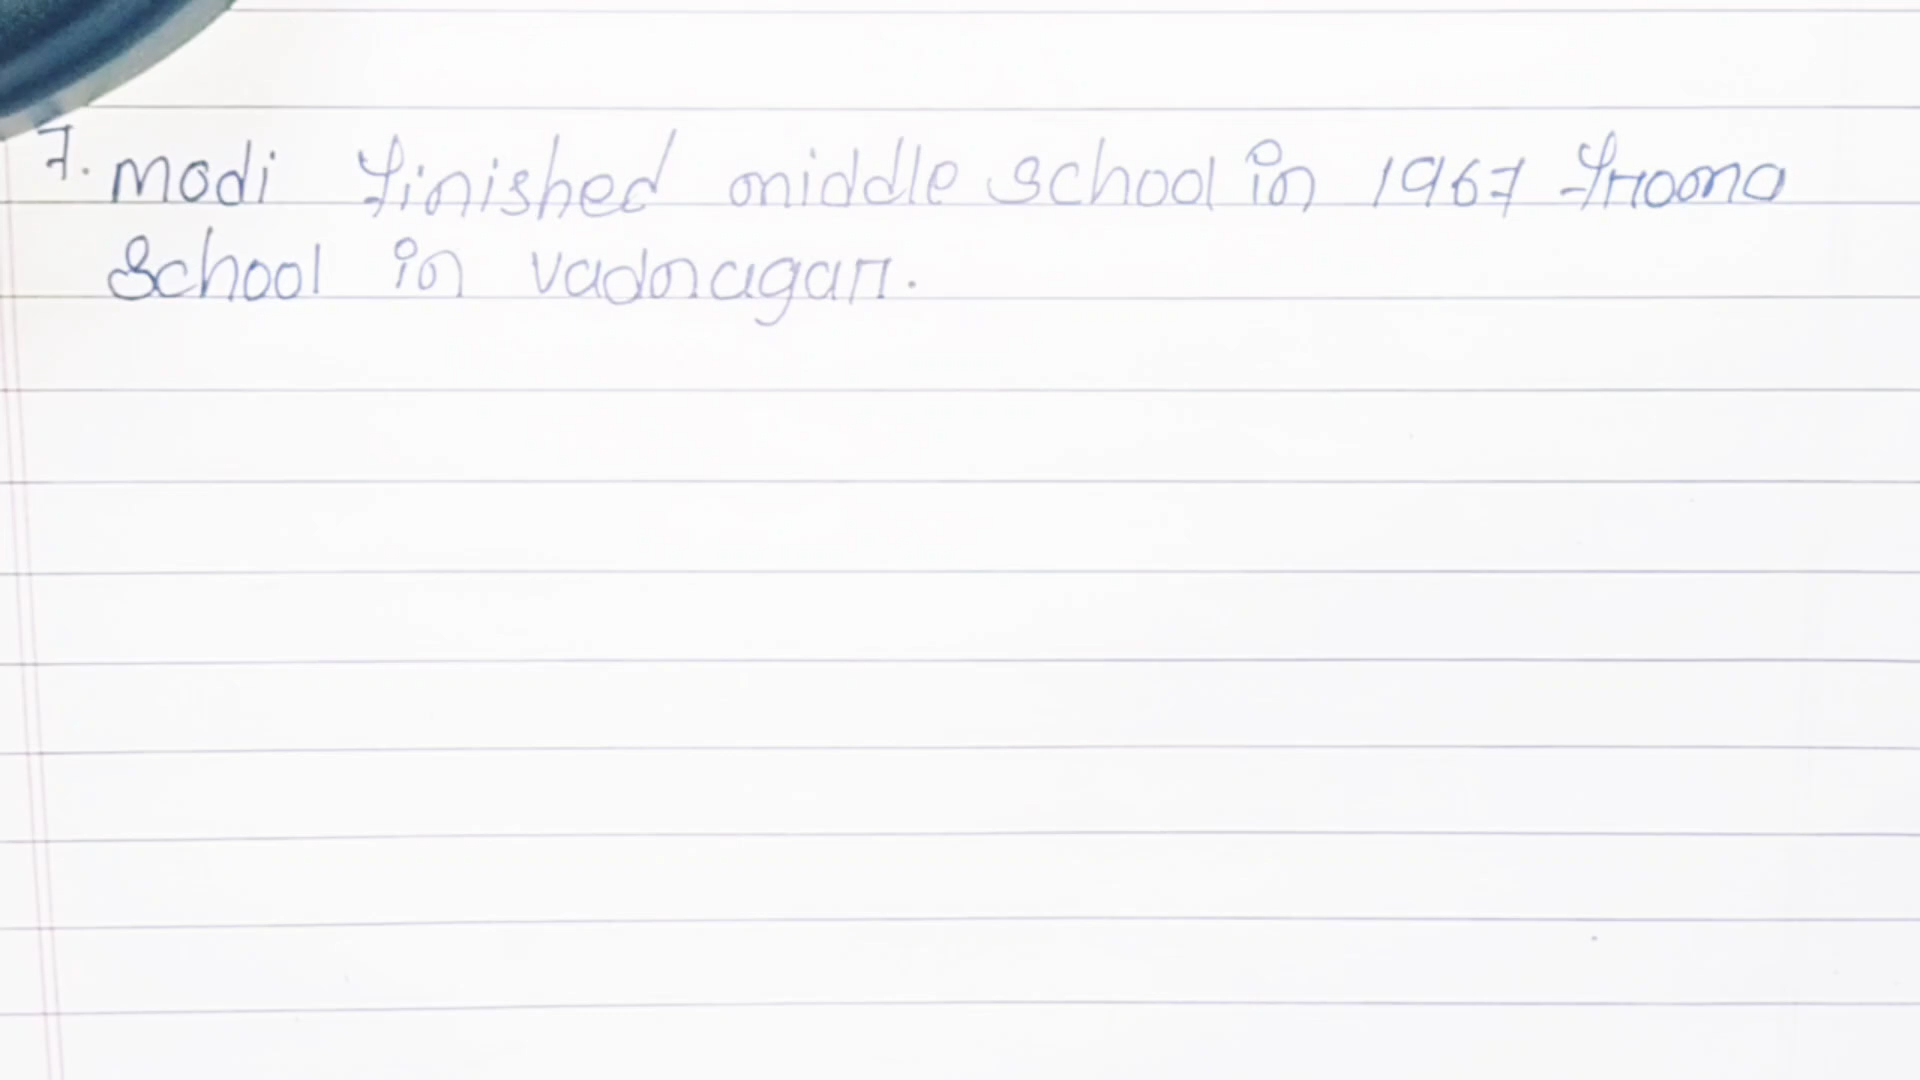 7. Modi finished middle school in 1967 from a
School in vadnagar.